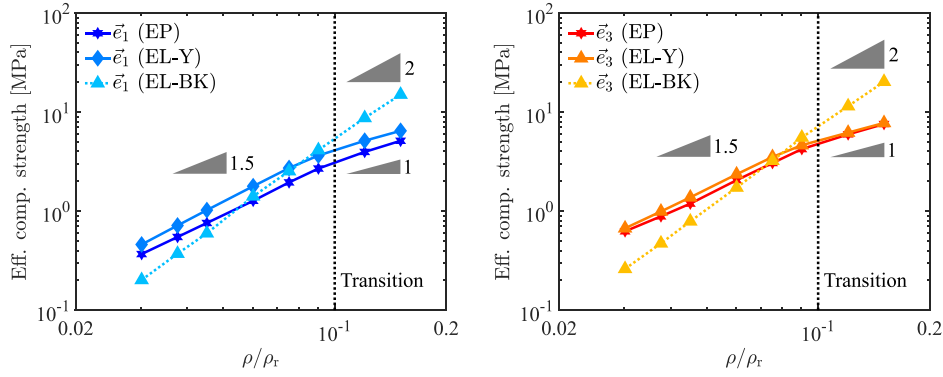 Eff. comp. strength [MPa]
10²
10¹
10⁰
10⁻¹
e⃗₁ (EP)
e⃗₁ (EL-Y)
e⃗₁ (EL-BK)
2
1.5
1
Transition
0.02
10⁻¹
0.2
ρ/ρᵣ
Eff. comp. strength [MPa]
10²
10¹
10⁰
10⁻¹
e⃗₃ (EP)
e⃗₃ (EL-Y)
e⃗₃ (EL-BK)
2
1.5
1
Transition
0.02
10⁻¹
0.2
ρ/ρᵣ